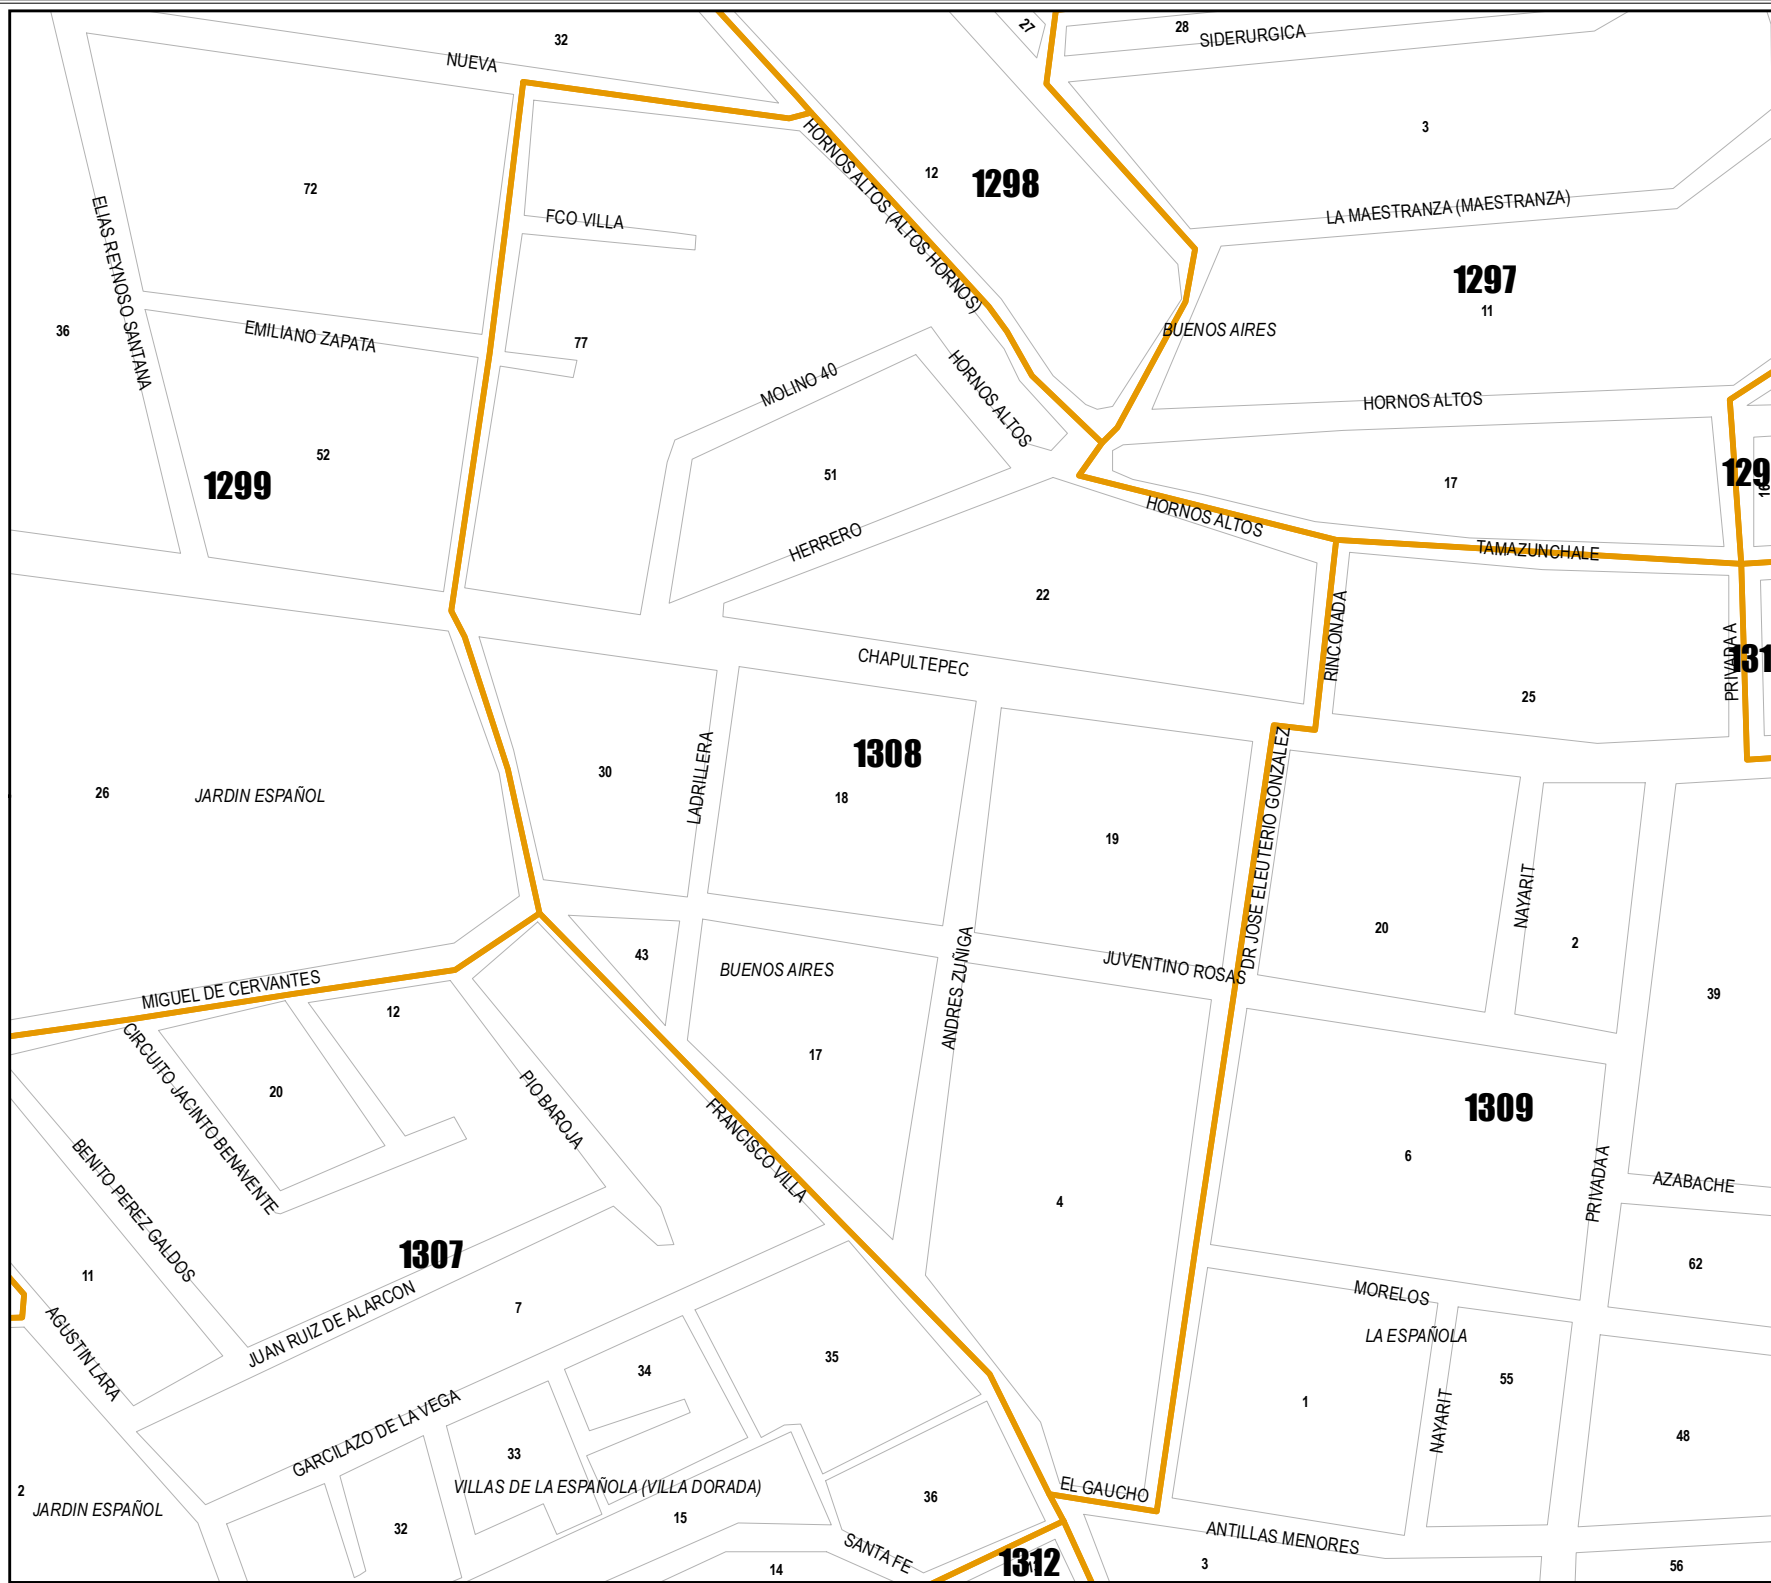 27
28
SIDERURGICA
32
NUEVA
3
12
1298
72
HORNOS ALTOS (ALTOS HORNOS)
LA MAESTRANZA (MAESTRANZA)
FCO VILLA
ELIAS REYNOSO SANTANA
1297
11
36
EMILIANO ZAPATA
77
BUENOS AIRES
MOLINO 40
HORNOS ALTOS
HORNOS ALTOS
52
1299
51
17
129
16
HORNOS ALTOS
HERRERO
TAMAZUNCHALE
22
RINCONADA
PRIVADA A
131
CHAPULTEPEC
25
1308
30
LADRILLERA
18
26
JARDIN ESPAÑOL
19
DR JOSE ELEUTERIO GONZALEZ
NAYARIT
20
2
43
BUENOS AIRES
ANDRES ZUÑIGA
JUVENTINO ROSAS
39
MIGUEL DE CERVANTES
12
CIRCUITO JACINTO BENAVENTE
20
17
PIO BAROJA
1309
FRANCISCO VILLA
6
BENITO PEREZ GALDOS
4
PRIVADA A
AZABACHE
1307
11
62
7
MORELOS
JUAN RUIZ DE ALARCON
LA ESPAÑOLA
AGUSTIN LARA
35
34
55
1
GARCILAZO DE LA VEGA
NAYARIT
48
33
VILLAS DE LA ESPAÑOLA (VILLA DORADA)
EL GAUCHO
2
JARDIN ESPAÑOL
36
15
32
ANTILLAS MENORES
SANTA FE
1312
14
3
56